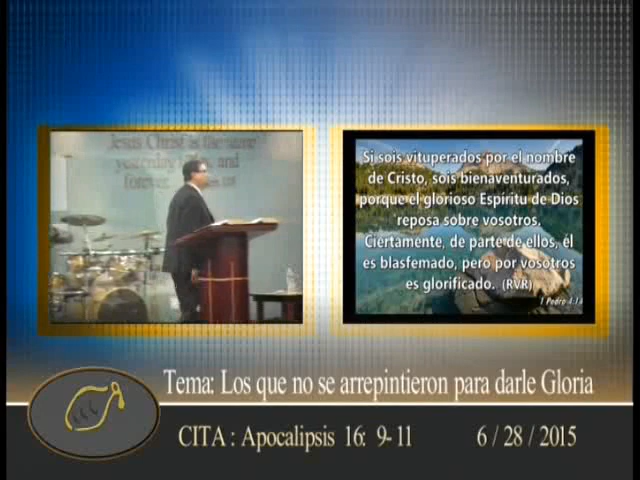 Jesus Christ is the same
yesterday and
forever.
Si sois vituperados por el nombre
de Cristo, sois bienaventurados,
porque el glorioso Espíritu de Dios
reposa sobre vosotros.
Ciertamente, de parte de ellos, él
es blasfemado, pero por vosotros
es glorificado. (RVR)
1 Pedro 4:14
Tema: Los que no se arrepintieron para darle Gloria
CITA : Apocalipsis 16: 9-11 6 / 28 / 2015